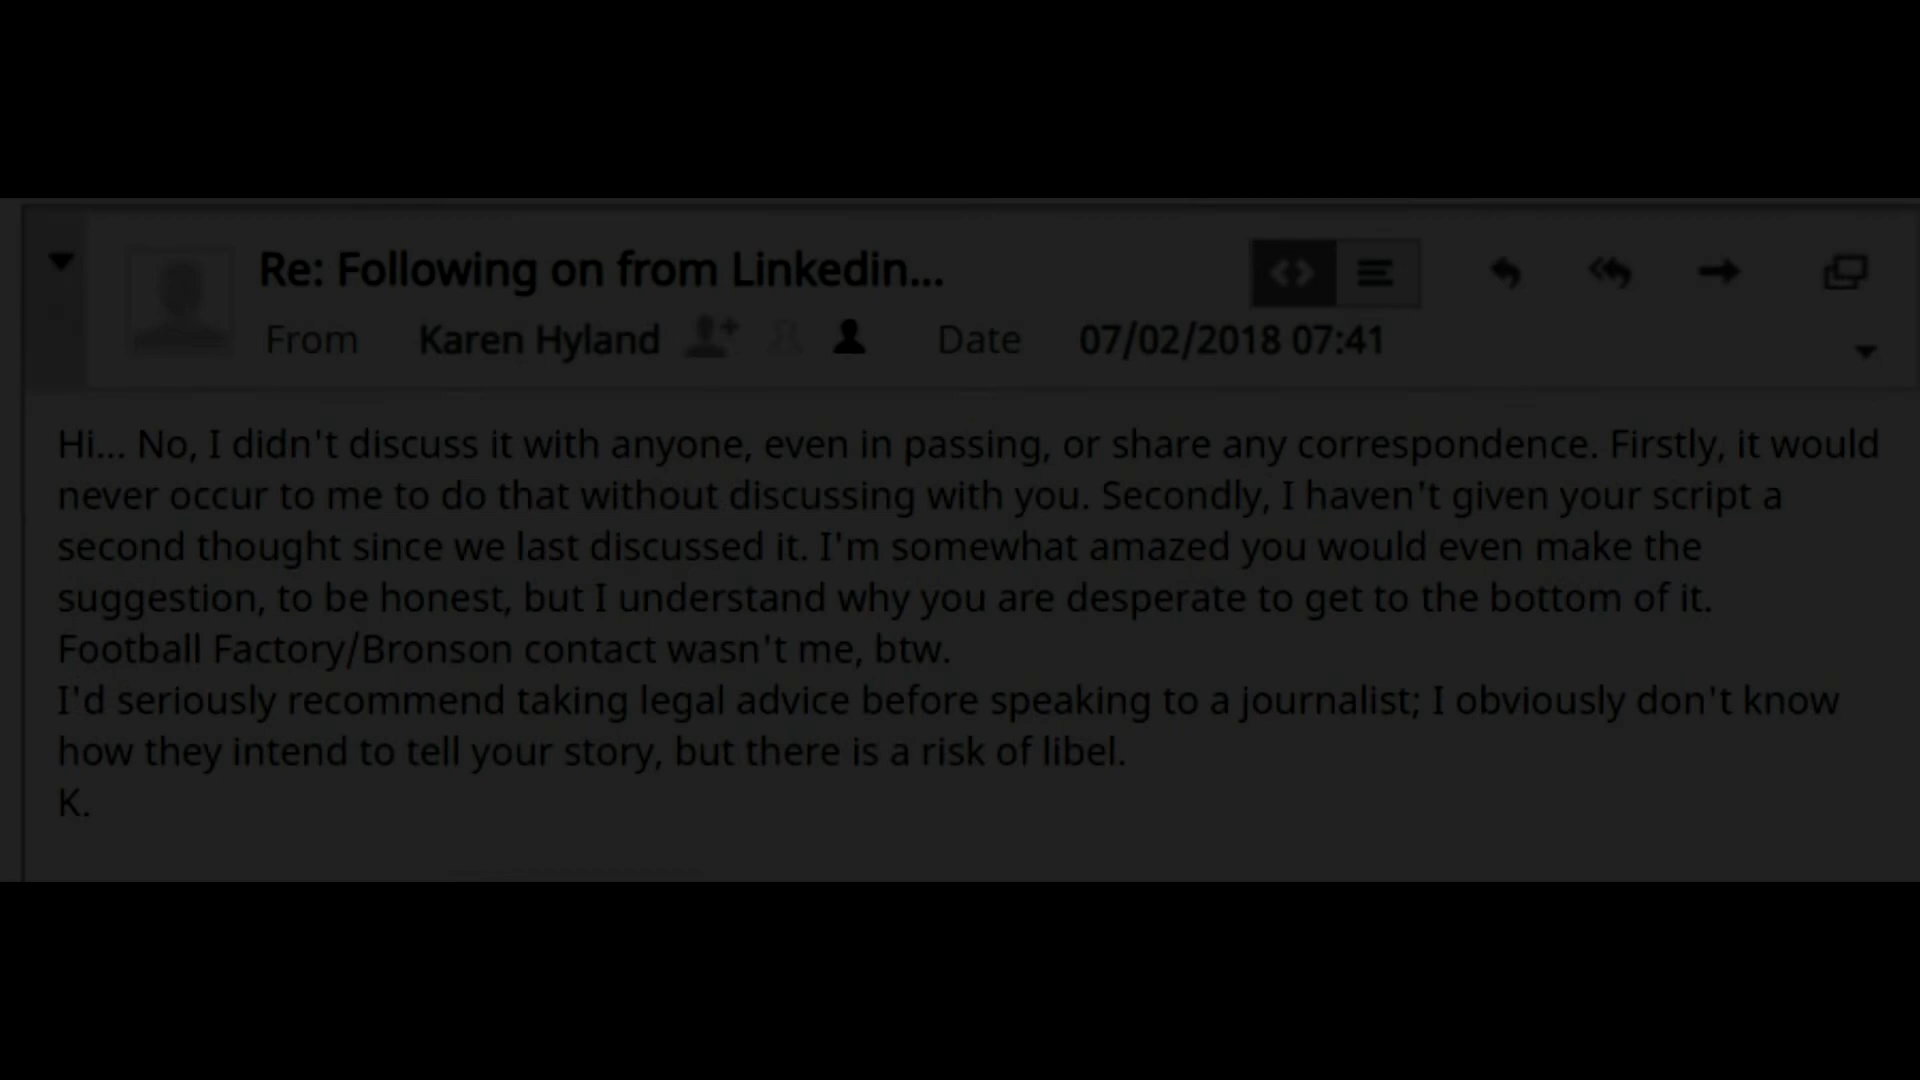 Re: Following on from Linkedin...
From Karen Hyland Date 07/02/2018 07:41
Hi... No, I didn't discuss it with anyone, even in passing, or share any correspondence. Firstly, it would
never occur to me to do that without discussing with you. Secondly, I haven't given your script a
second thought since we last discussed it. I'm somewhat amazed you would even make the
suggestion, to be honest, but I understand why you are desperate to get to the bottom of it.
Football Factory/Bronson contact wasn't me, btw.
I'd seriously recommend taking legal advice before speaking to a journalist; I obviously don't know
how they intend to tell your story, but there is a risk of libel.
K.